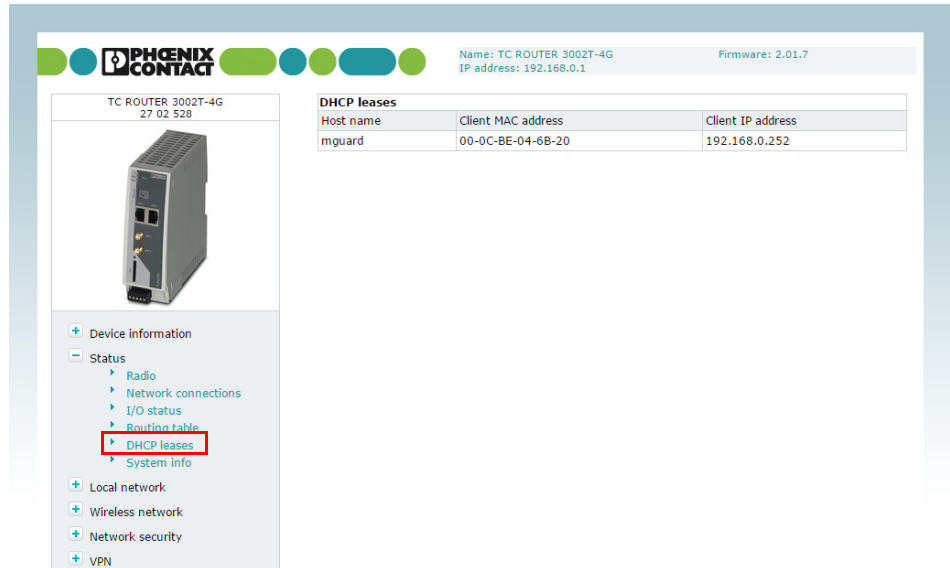 PHŒNIX
CONTACT
Name: TC ROUTER 3002T-4G
Firmware: 2.01.7
IP address: 192.168.0.1
TC ROUTER 3002T-4G
27 02 528
Device information
Status
Radio
Network connections
I/O status
Routing table
DHCP leases
System info
Local network
Wireless network
Network security
VPN
DHCP leases
Host name Client MAC address Client IP address
mguard 00-0C-BE-04-6B-20 192.168.0.252